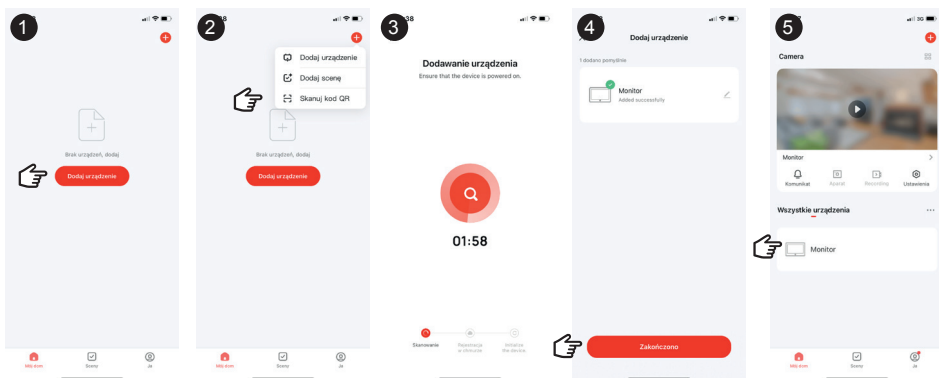 1
Brak urządzeń, dodaj
Dodaj urządzenie
Mój dom
Sceny
Ja
2
38
Dodaj urządzenie
Dodaj scenę
Skanuj kod QR
Brak urządzeń, dodaj
Dodaj urządzenie
Mój dom
Sceny
Ja
3
38
Dodawanie urządzenia
Ensure that the device is powered on.
01:58
Skanowanie
Rejestracja
w chmurze
Initialize
the device
4
Dodaj urządzenie
1 dodano pomyślnie
Monitor
Added successfully
Zakończono
5
3G
Camera
Monitor
Komunikat
Aparat
Recording
Ustawienia
Wszystkie urządzenia
Monitor
Mój dom
Sceny
Ja